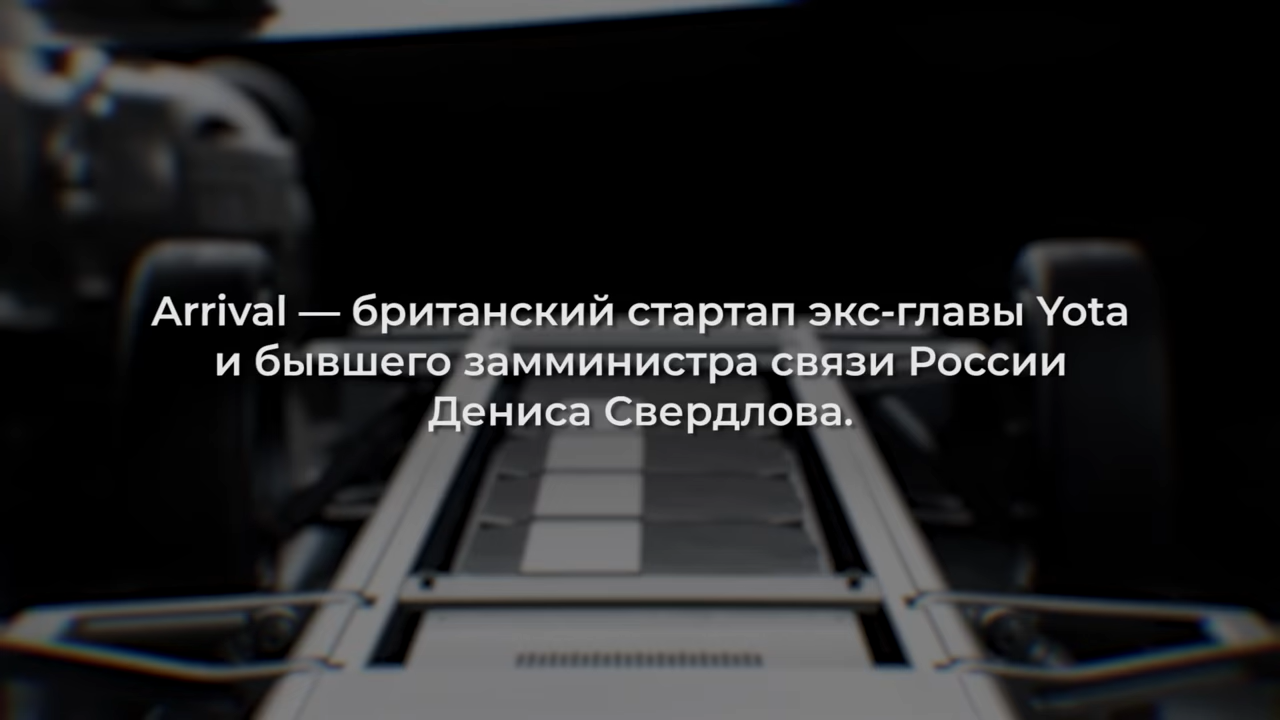 Arrival — британский стартап экс-главы Yota
и бывшего замминистра связи России
Дениса Свердлова.